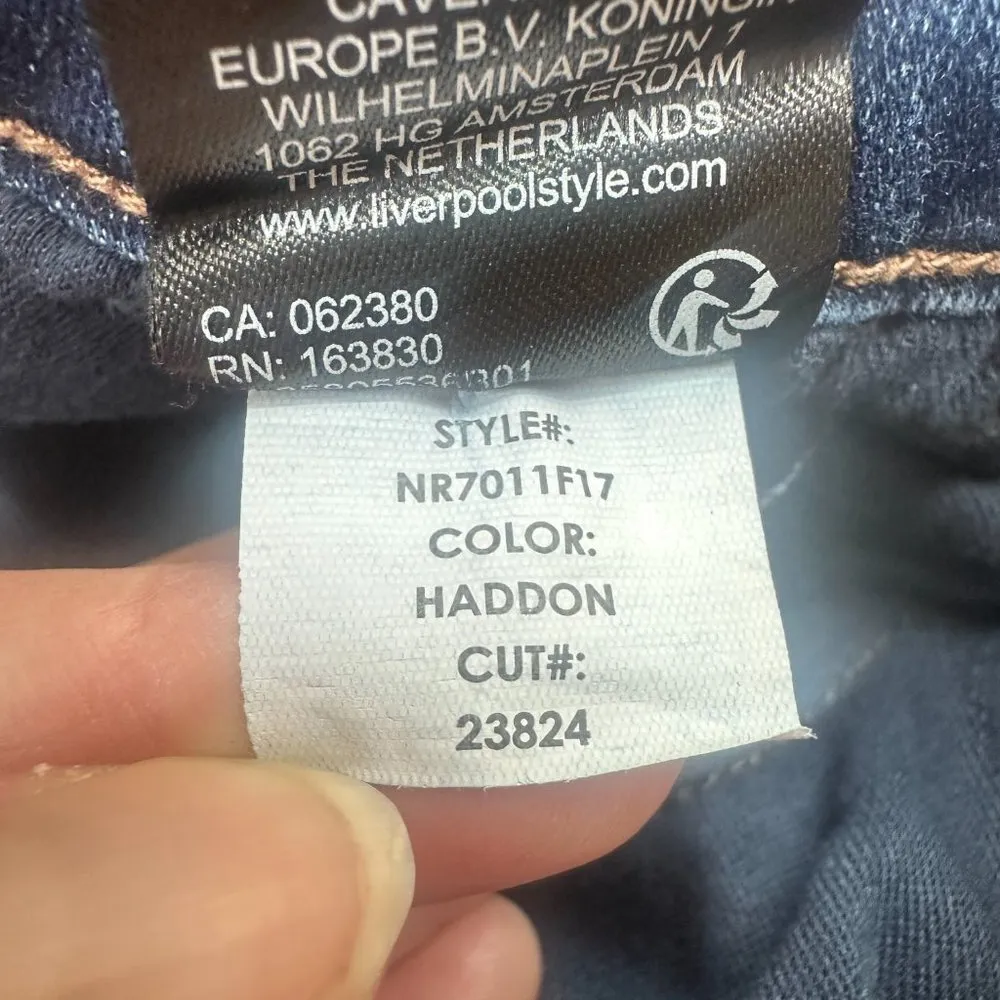 EUROPE B.V.
WILHELMINAPLEIN 1
1062 HG AMSTERDAM
THE NETHERLANDS
www.liverpoolstyle.com
CA: 062380
RN: 163830
STYLE#:
NR7011F17
COLOR:
HADDON
CUT#:
23824